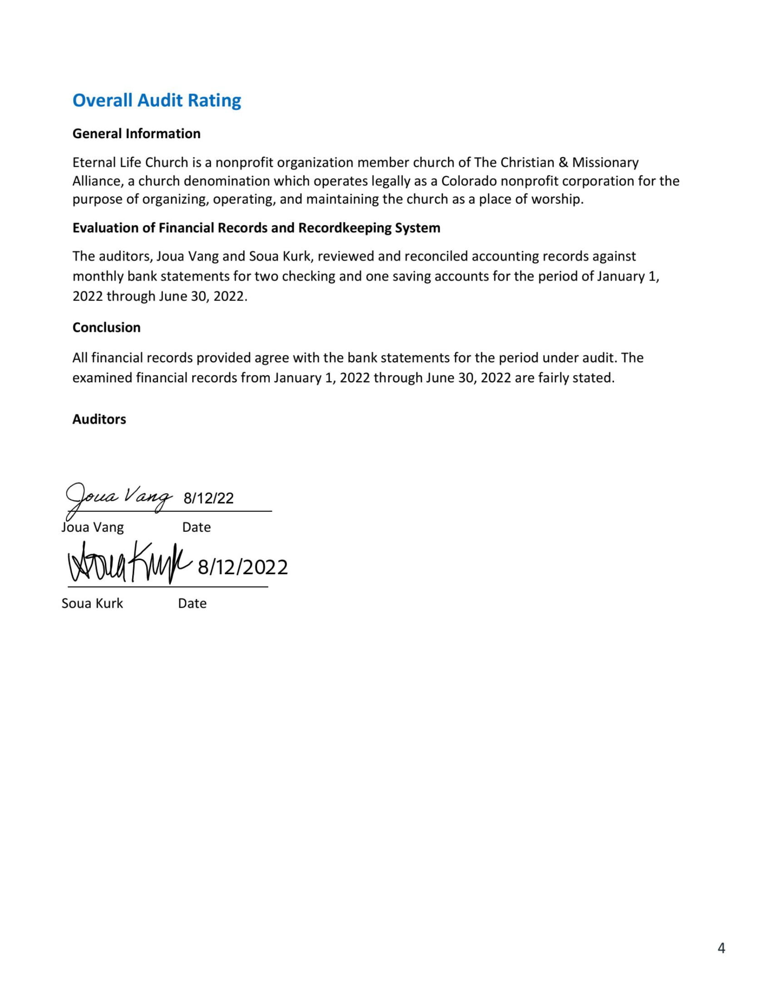 Overall Audit Rating
General Information
Eternal Life Church is a nonprofit organization member church of The Christian & Missionary
Alliance, a church denomination which operates legally as a Colorado nonprofit corporation for the
purpose of organizing, operating, and maintaining the church as a place of worship.
Evaluation of Financial Records and Recordkeeping System
The auditors, Joua Vang and Soua Kurk, reviewed and reconciled accounting records against
monthly bank statements for two checking and one saving accounts for the period of January 1,
2022 through June 30, 2022.
Conclusion
All financial records provided agree with the bank statements for the period under audit. The
examined financial records from January 1, 2022 through June 30, 2022 are fairly stated.
Auditors
Joua Vang 8/12/22
Joua Vang Date
Soua Kurk 8/12/2022
Soua Kurk Date
4